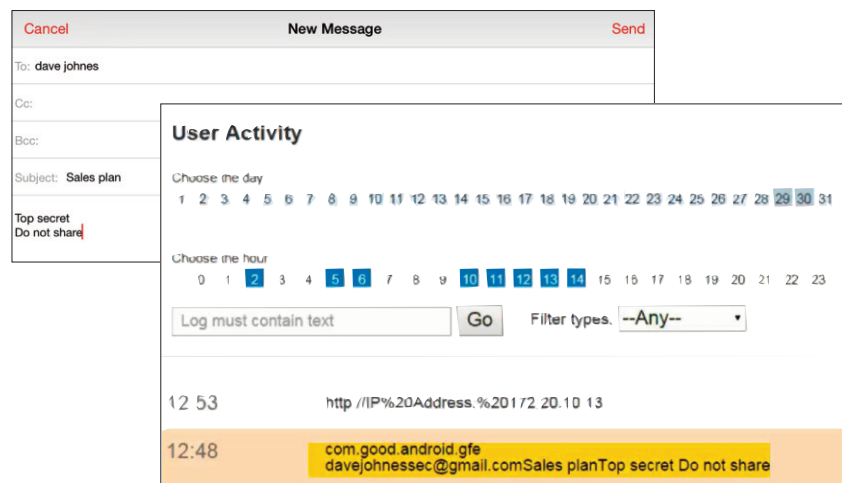 Cancel New Message Send
To: dave johnes
Cc:
Bcc:
Subject: Sales plan
Top secret
Do not share
User Activity
Choose the day
1 2 3 4 5 6 7 8 9 10 11 12 13 14 15 16 17 18 19 20 21 22 23 24 25 26 27 28 29 30 31
Choose the hour
0 1 2 3 4 5 6 7 8 9 10 11 12 13 14 15 16 17 18 19 20 21 22 23
Log must contain text Go Filter types. --Any--
12 53 http //IP%20Address.%20172 20.10 13
12:48 com.good.android.gfe
davejohnessec@gmail.comSales planTop secret Do not share